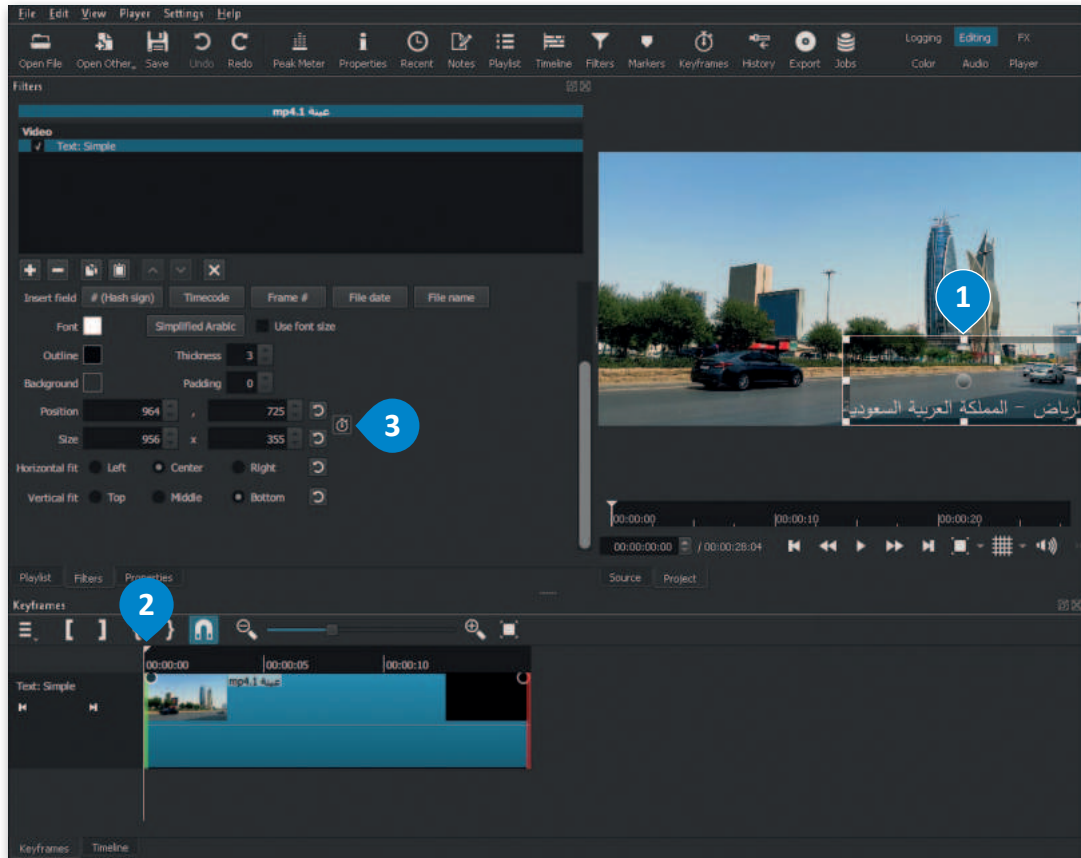 File Edit View Player Settings Help
Open File Open Other... Save Undo Redo Peak Meter Properties Recent Notes Playlist Timeline Filters Markers Keyframes History Export Jobs
Logging Editing FX
Color Audio Player
Filters
عينة 1.mp4
Video
Text: Simple
1
Insert field # (Hash sign) Timecode Frame # File date File name
Font Simplified Arabic Use font size
Outline Thickness 3
Background Padding 0
Position 964 , 725
3
Size 956 x 355
الرياض – المملكة العربية السعودية
Horizontal fit Left Center Right
Vertical fit Top Middle Bottom
00:00:00 00:00:10 00:00:20
00:00:00:00 / 00:00:28:04
Playlist Filters Properties
Source Project
Keyframes
2
00:00:00 00:00:05 00:00:10
Text: Simple
عينة 1.mp4
Keyframes Timeline